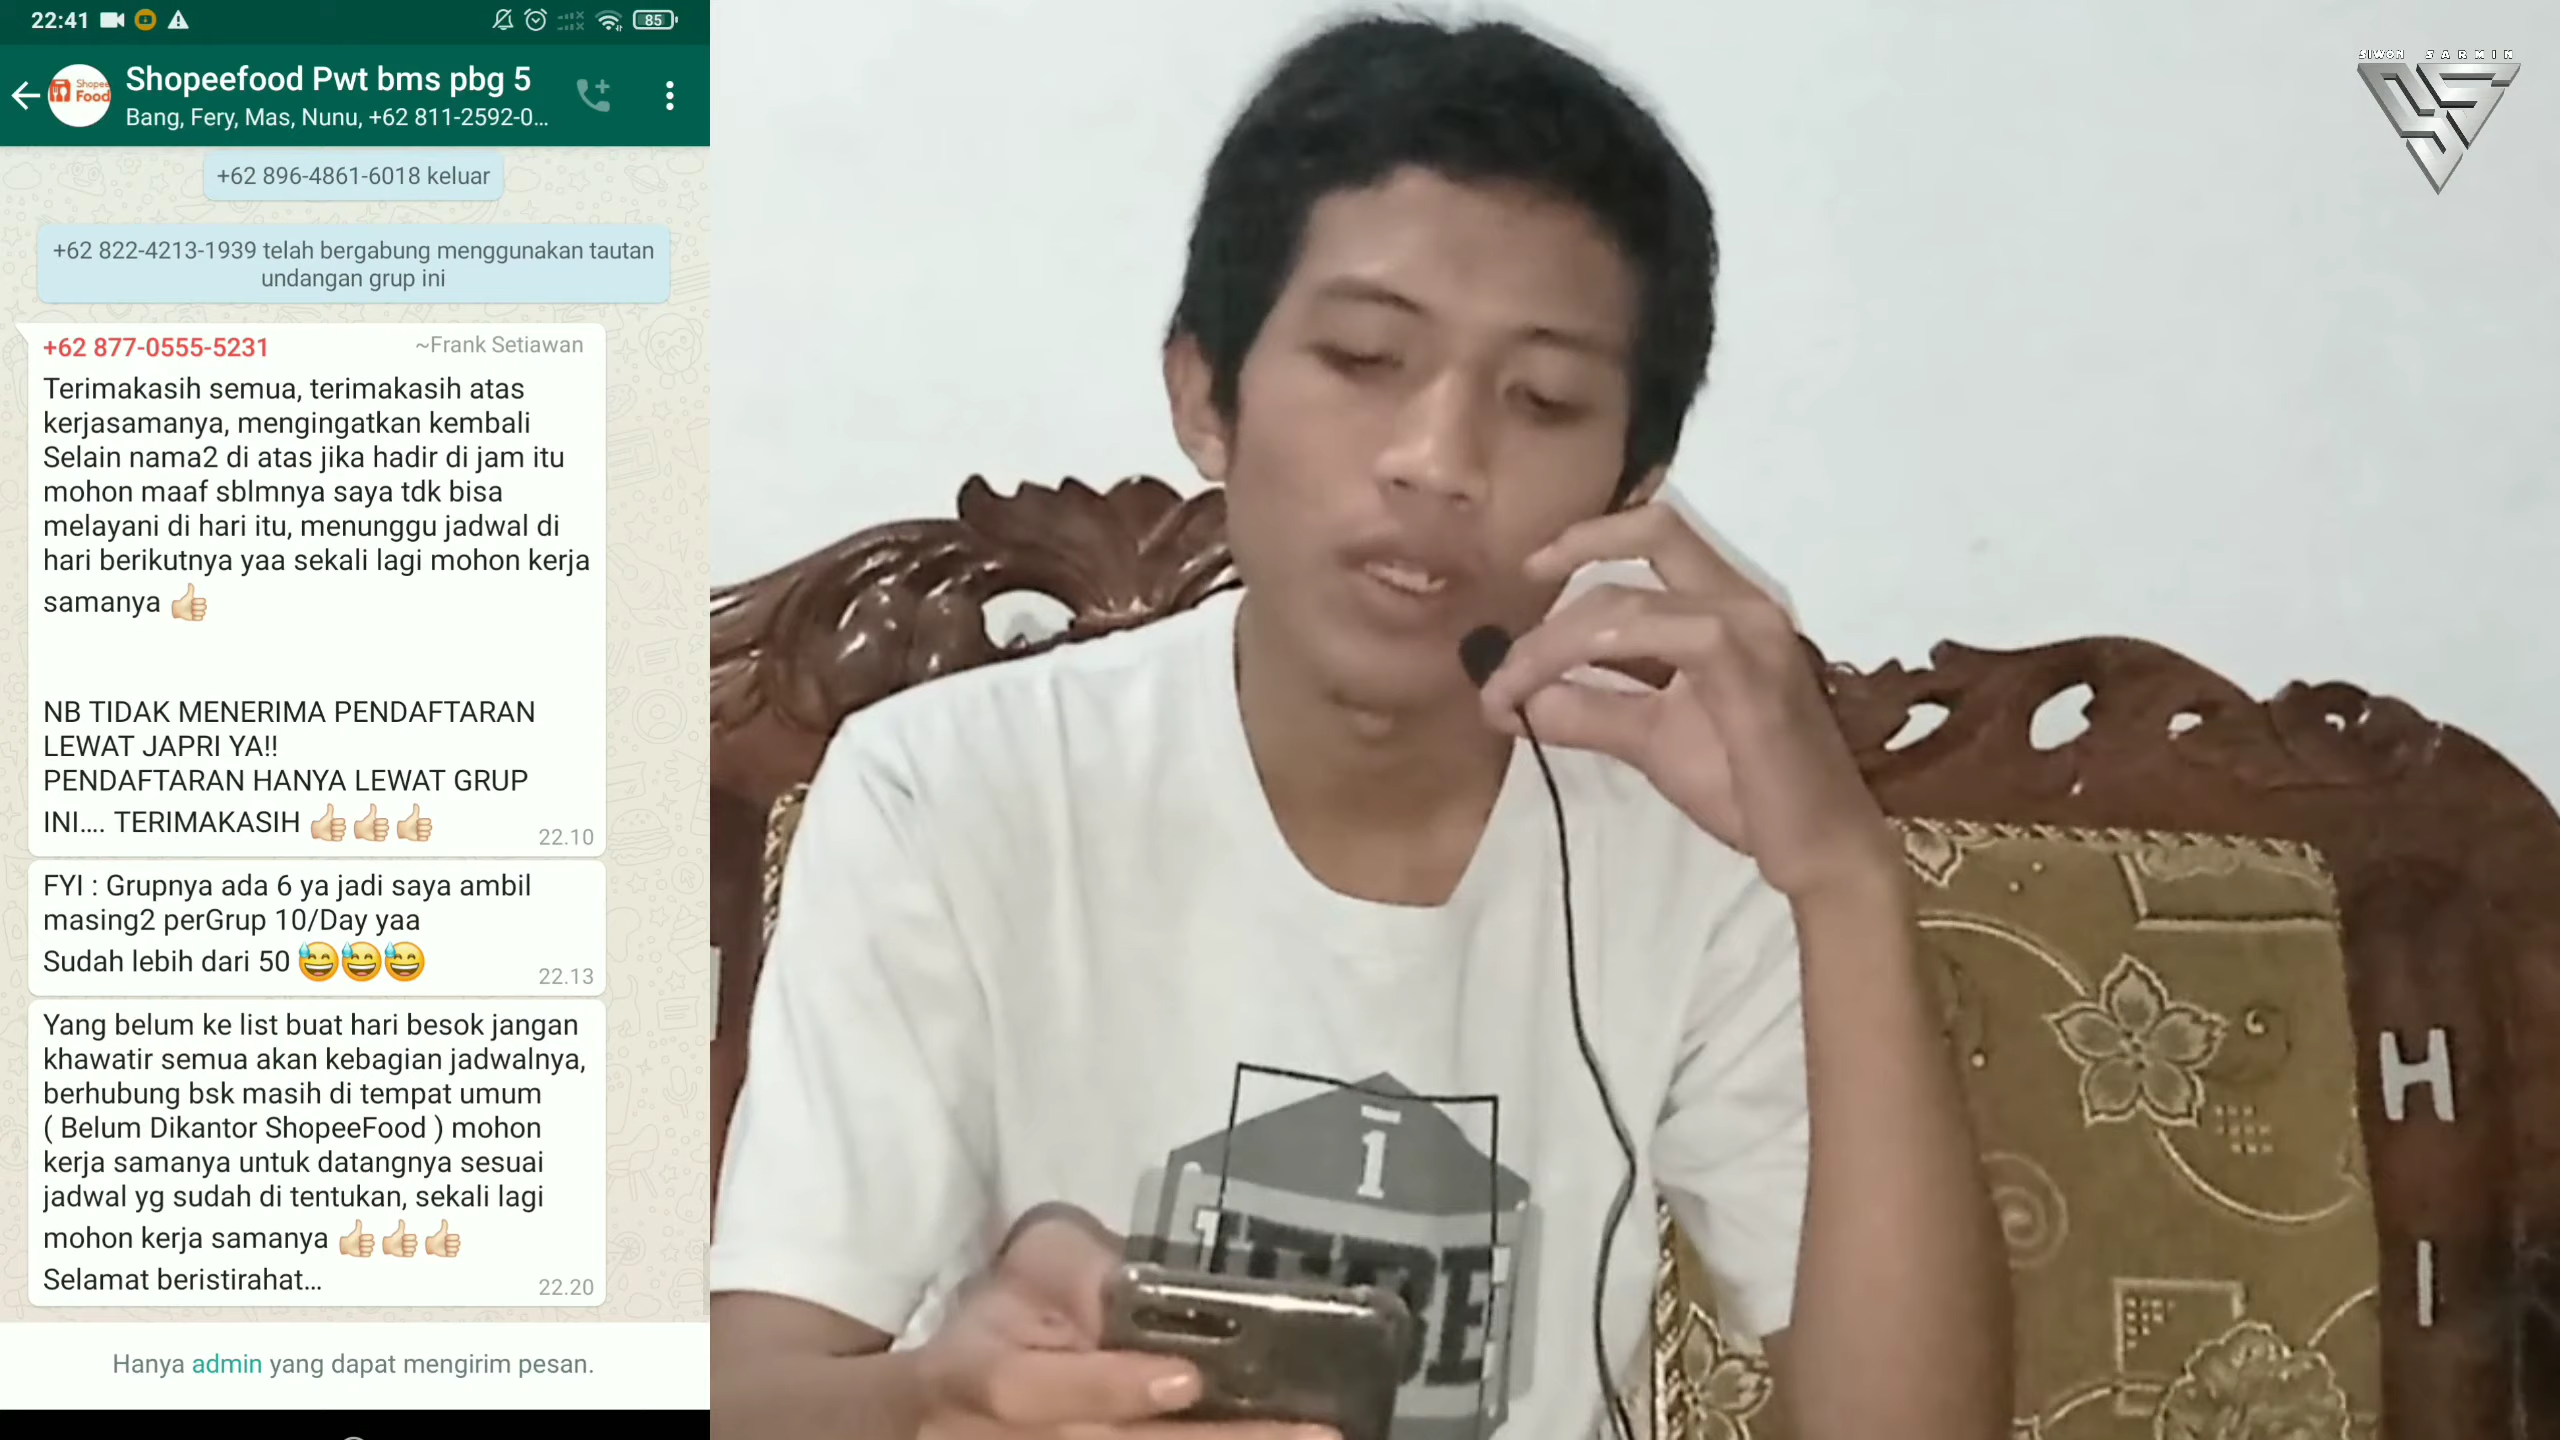 22:41
85
Shopeefood Pwt bms pbg 5
Bang, Fery, Mas, Nunu, +62 811-2592-0...
Shopee
Food
+62 896-4861-6018 keluar
+62 822-4213-1939 telah bergabung menggunakan tautan
undangan grup ini
+62 877-0555-5231
~Frank Setiawan
Terimakasih semua, terimakasih atas
kerjasamanya, mengingatkan kembali
Selain nama2 di atas jika hadir di jam itu
mohon maaf sblmnya saya tdk bisa
melayani di hari itu, menunggu jadwal di
hari berikutnya yaa sekali lagi mohon kerja
samanya 👍🏻
NB TIDAK MENERIMA PENDAFTARAN
LEWAT JAPRI YA!!
PENDAFTARAN HANYA LEWAT GRUP
INI.... TERIMAKASIH 👍🏻👍🏻👍🏻
22.10
FYI : Grupnya ada 6 ya jadi saya ambil
masing2 perGrup 10/Day yaa
Sudah lebih dari 50 😅😅😅
22.13
Yang belum ke list buat hari besok jangan
khawatir semua akan kebagian jadwalnya,
berhubung bsk masih di tempat umum
( Belum Dikantor ShopeeFood ) mohon
kerja samanya untuk datangnya sesuai
jadwal yg sudah di tentukan, sekali lagi
mohon kerja samanya 👍🏻👍🏻👍🏻
Selamat beristirahat...
22.20
Hanya admin yang dapat mengirim pesan.
SIWON SARMIN
1
H
I